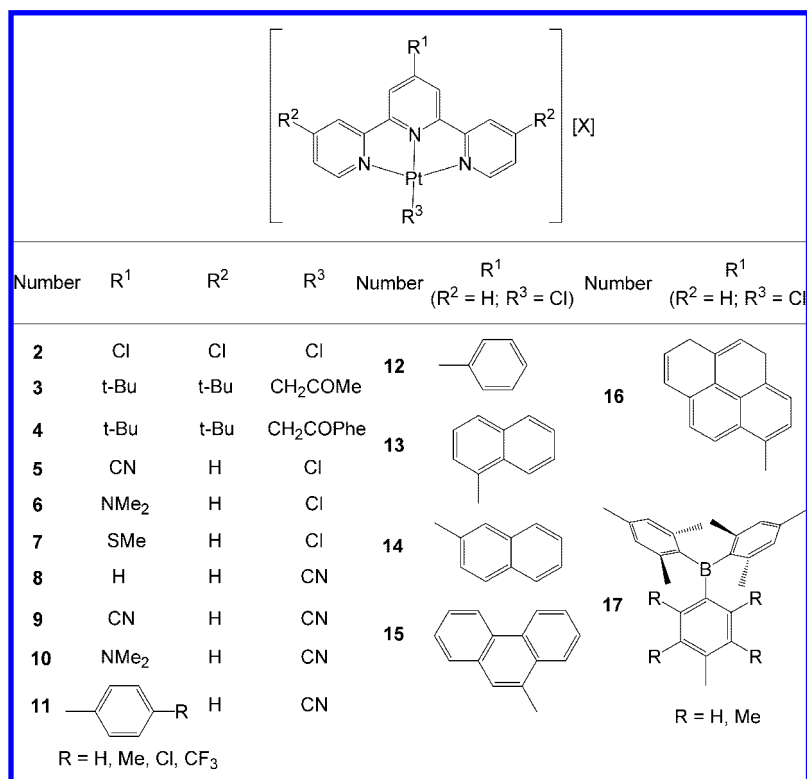 R¹
R² R² [X]
N
N N
Pt
R³
Number R¹ R² R³ Number R¹ Number R¹
(R² = H; R³ = Cl) (R² = H; R³ = Cl
2 Cl Cl Cl 12
3 t-Bu t-Bu CH₂COMe
16
4 t-Bu t-Bu CH₂COPhe 13
5 CN H Cl
6 NMe₂ H Cl
7 SMe H Cl 14
8 H H CN
B
9 CN H CN 15 17 R R
10 NMe₂ H CN R R
11 R H CN
R = H, Me
R = H, Me, Cl, CF₃